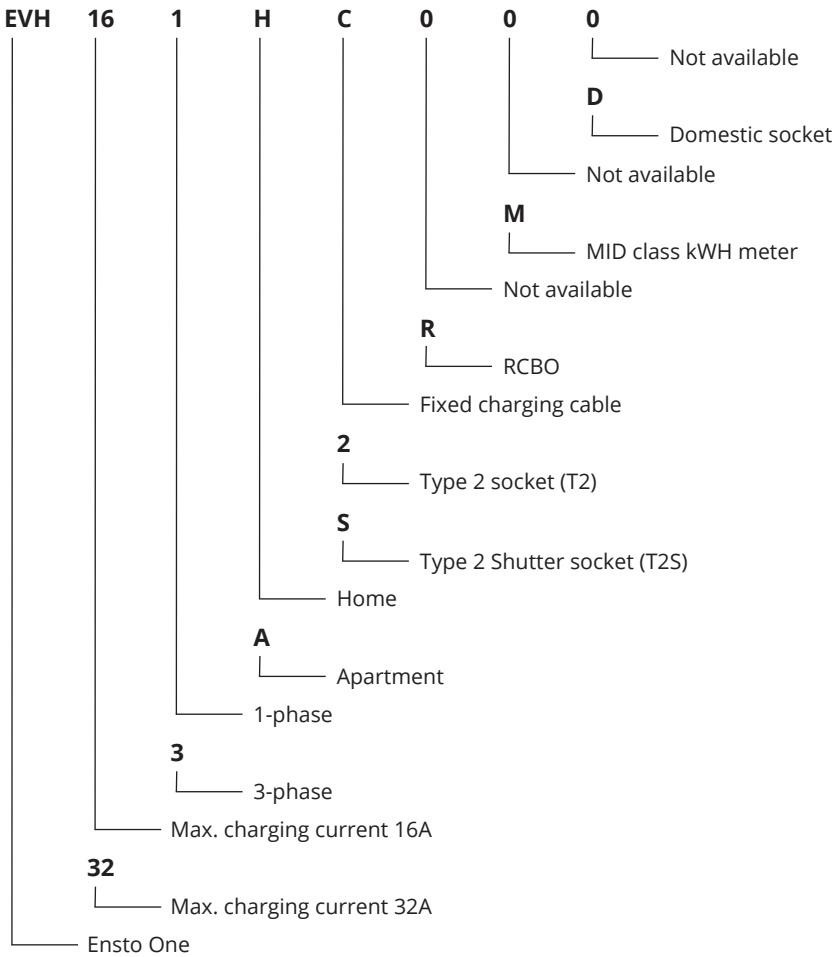 EVH 16 1 H C 0 0 0
Not available
D
Domestic socket
Not available
M
MID class kWH meter
Not available
R
RCBO
Fixed charging cable
2
Type 2 socket (T2)
S
Type 2 Shutter socket (T2S)
Home
A
Apartment
1-phase
3
3-phase
Max. charging current 16A
32
Max. charging current 32A
Ensto One